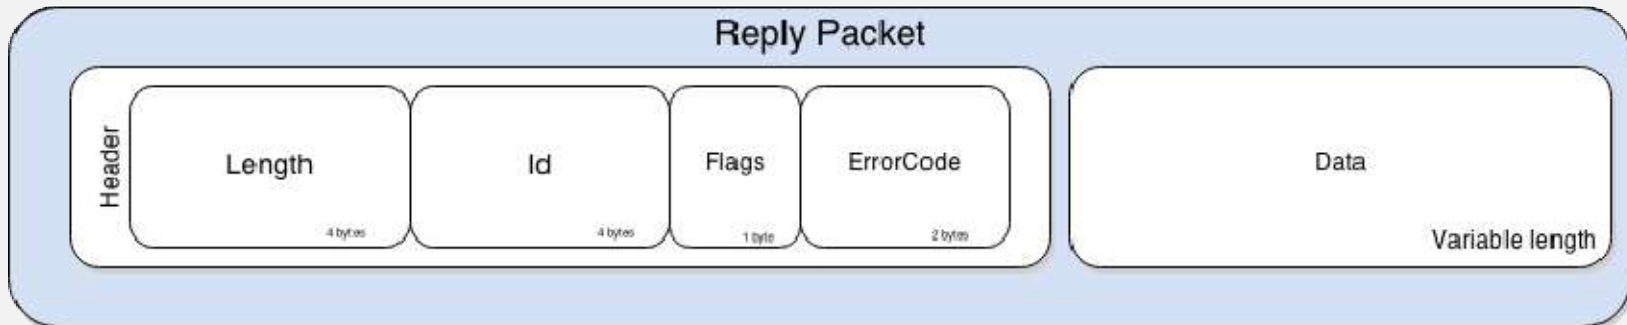 Reply Packet
Header
Length
4 bytes
Id
4 bytes
Flags
1 byte
ErrorCode
2 bytes
Data
Variable length